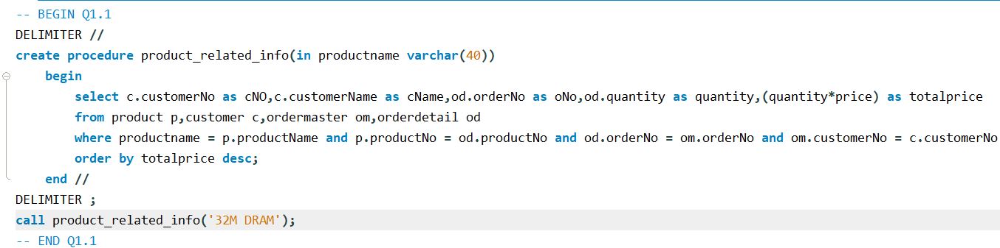 -- BEGIN Q1.1
DELIMITER //
create procedure product_related_info(in productname varchar(40))
begin
select c.customerNo as cNO,c.customerName as cName,od.orderNo as oNo,od.quantity as quantity,(quantity*price) as totalprice
from product p,customer c,ordermaster om,orderdetail od
where productname = p.productName and p.productNo = od.productNo and od.orderNo = om.orderNo and om.customerNo = c.customerNo
order by totalprice desc;
end //
DELIMITER ;
call product_related_info('32M DRAM');
-- END Q1.1